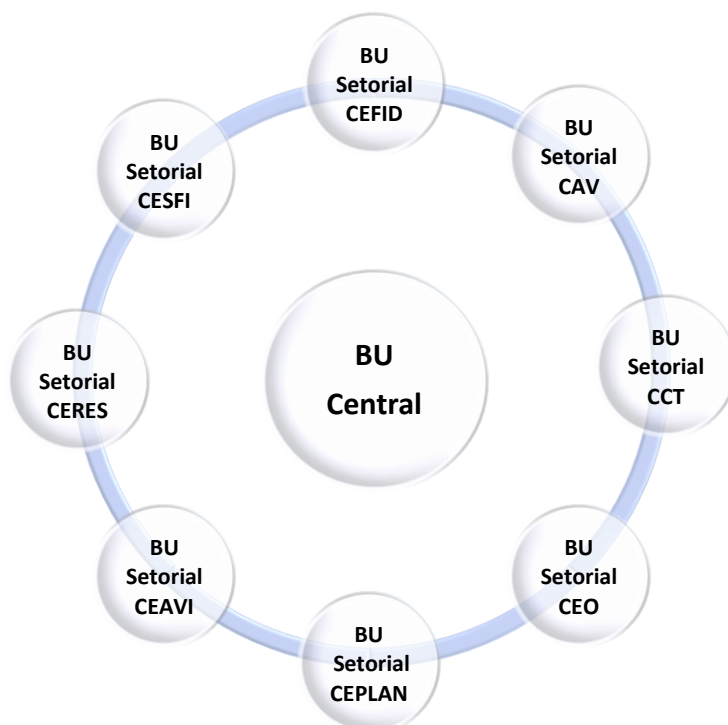 BU
Setorial
CEFID
BU
Setorial
CAV
BU
Setorial
CCT
BU
Setorial
CEO
BU
Setorial
CEPLAN
BU
Setorial
CEAVI
BU
Setorial
CERES
BU
Setorial
CESFI
BU
Central